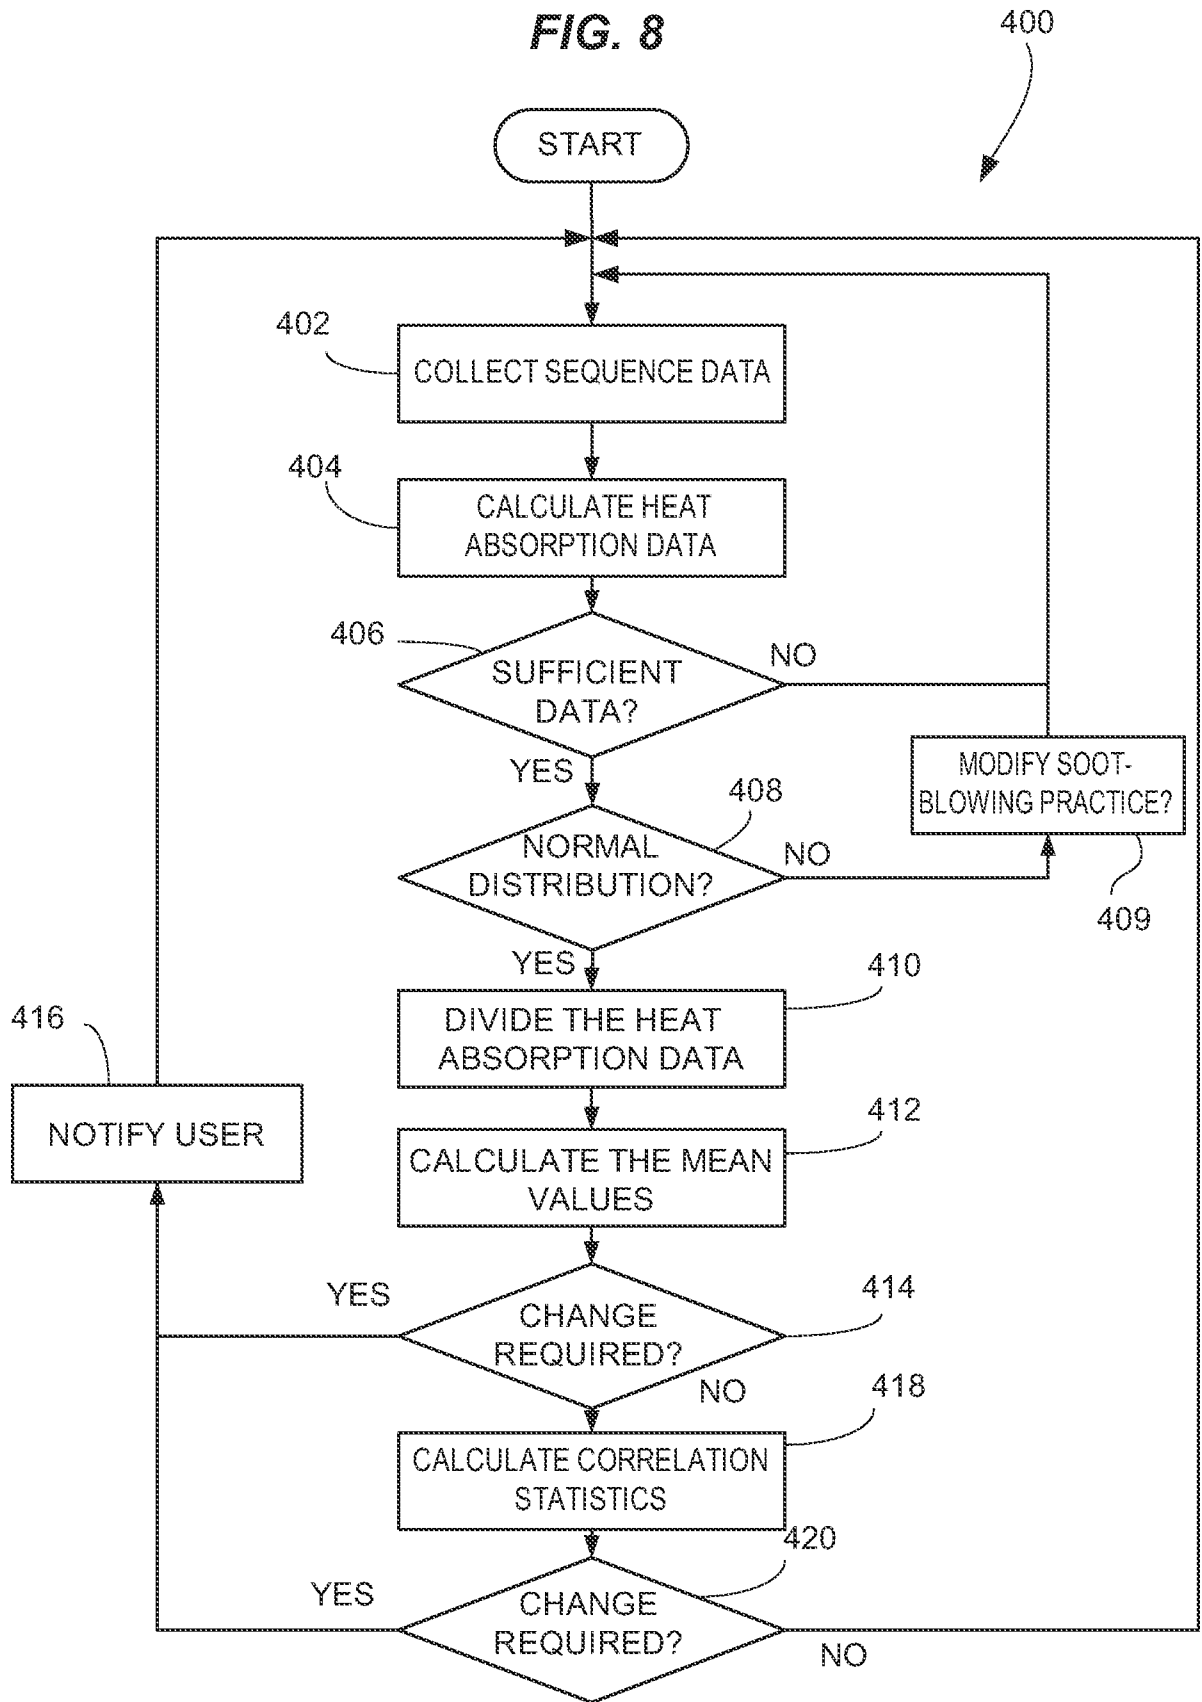 FIG. 8
400
START
402
COLLECT SEQUENCE DATA
404
CALCULATE HEAT
ABSORPTION DATA
406
SUFFICIENT
DATA?
NO
YES
MODIFY SOOT-
BLOWING PRACTICE?
409
408
NORMAL
DISTRIBUTION?
NO
YES
410
DIVIDE THE HEAT
ABSORPTION DATA
416
NOTIFY USER
412
CALCULATE THE MEAN
VALUES
414
CHANGE
REQUIRED?
YES
NO
418
CALCULATE CORRELATION
STATISTICS
420
CHANGE
REQUIRED?
YES
NO